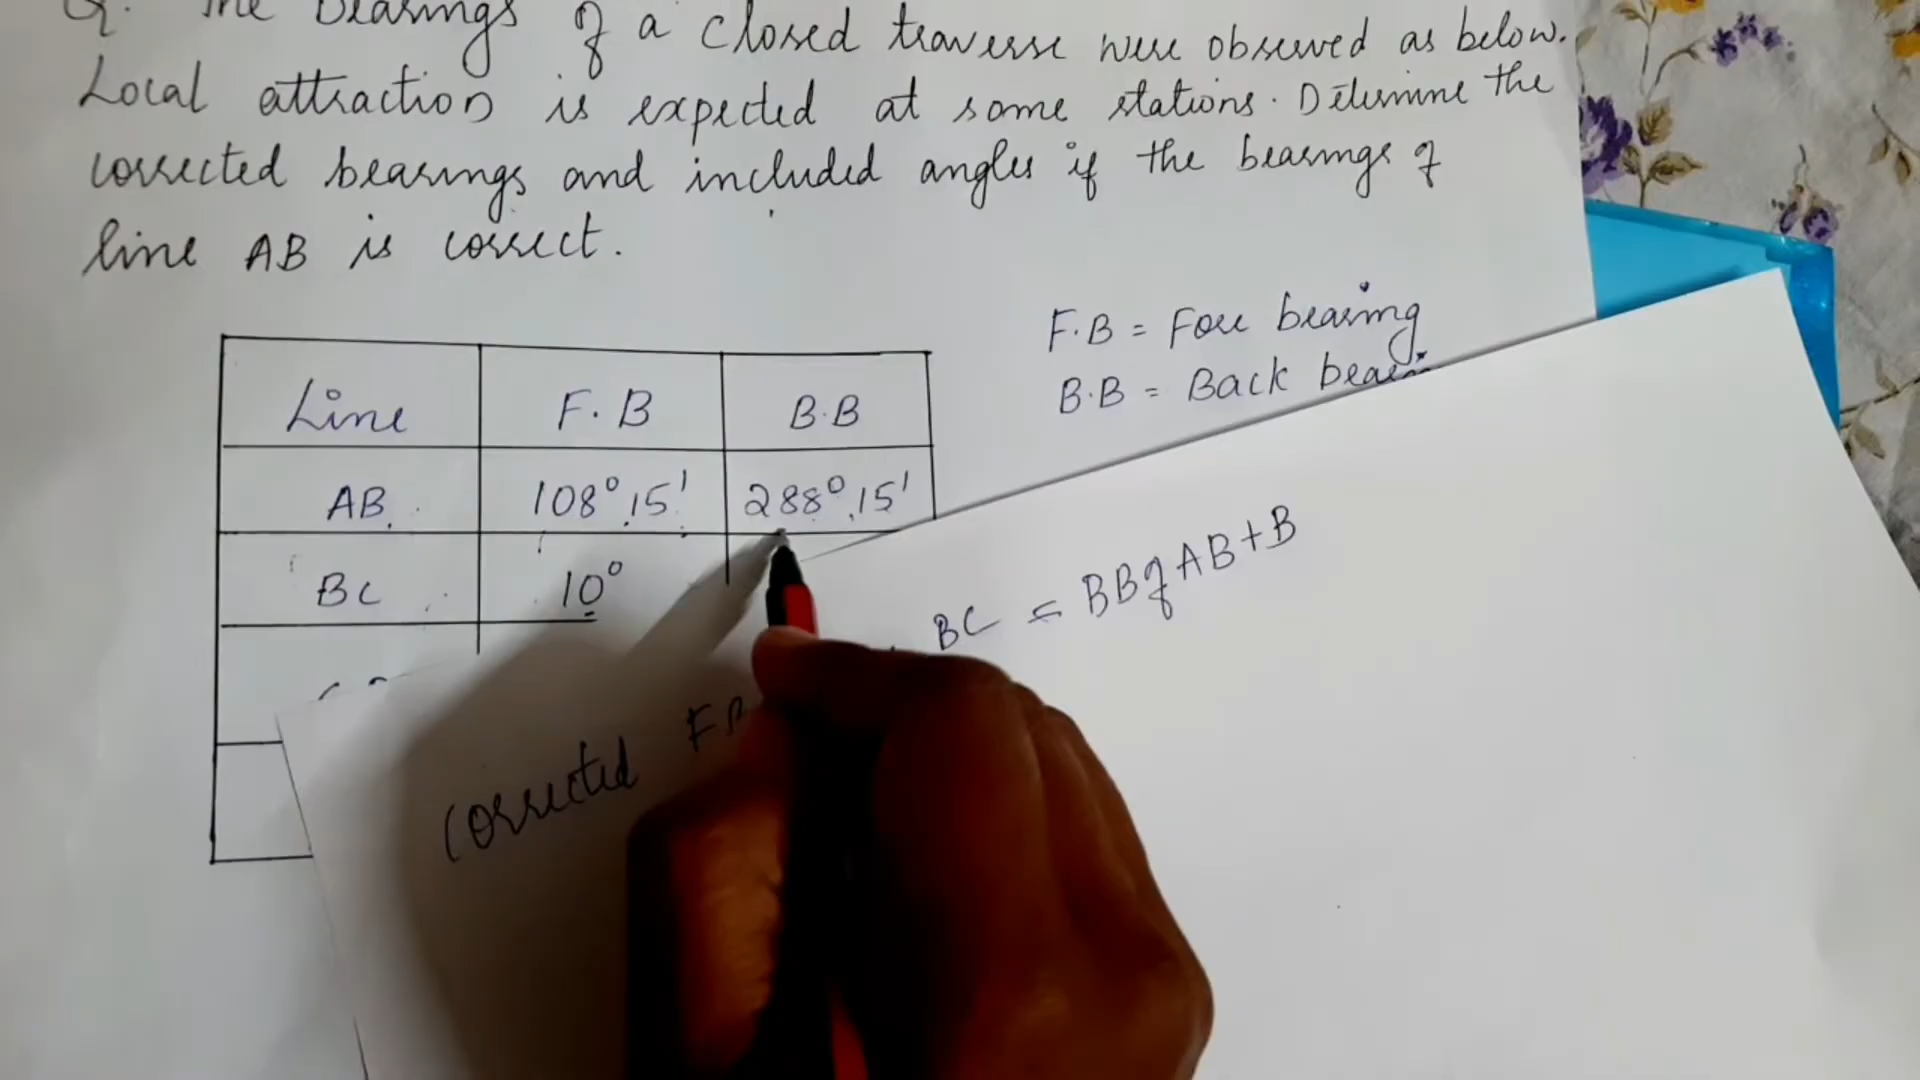 Q. The bearings of a closed traverse were observed as below.
Local attraction is expected at some stations. Determine the
corrected bearings and included angles if the bearings of
line AB is correct.
F.B = Fore bearing
B.B = Back
Line F.B B.B
AB 108° 15' 288° 15'
BC 10°
corrected FB BC = BB of AB + B